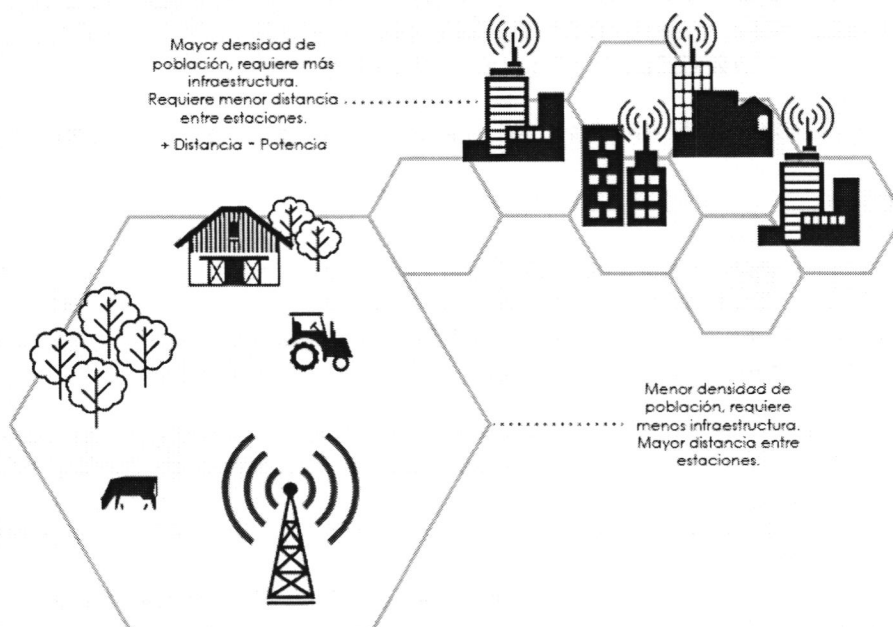 Mayor densidad de
población, requiere más
infraestructura.
Requiere menor distancia
entre estaciones.
+ Distancia - Potencia
Menor densidad de
población, requiere
menos infraestructura.
Mayor distancia entre
estaciones.